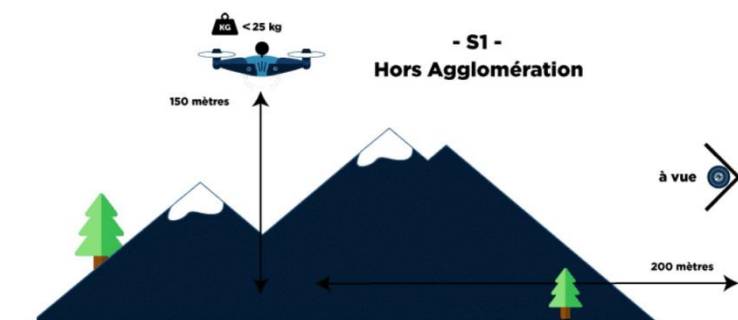 KG
<25 kg
- S1 -
Hors Agglomération
150 mètres
à vue
200 mètres